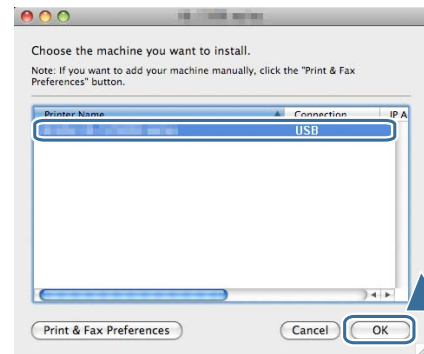 Choose the machine you want to install.
Note: If you want to add your machine manually, click the "Print & Fax
Preferences" button.
Printer Name Connection IP A
USB
Print & Fax Preferences Cancel OK